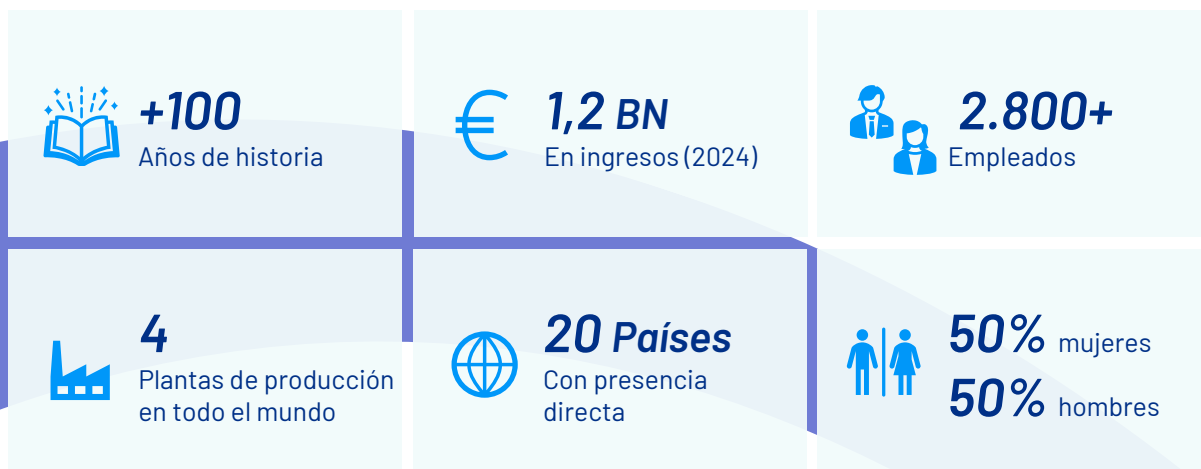 +100
Años de historia
€ 1,2 BN
En ingresos (2024)
2.800+
Empleados
4
Plantas de producción
en todo el mundo
20 Países
Con presencia
directa
50% mujeres
50% hombres